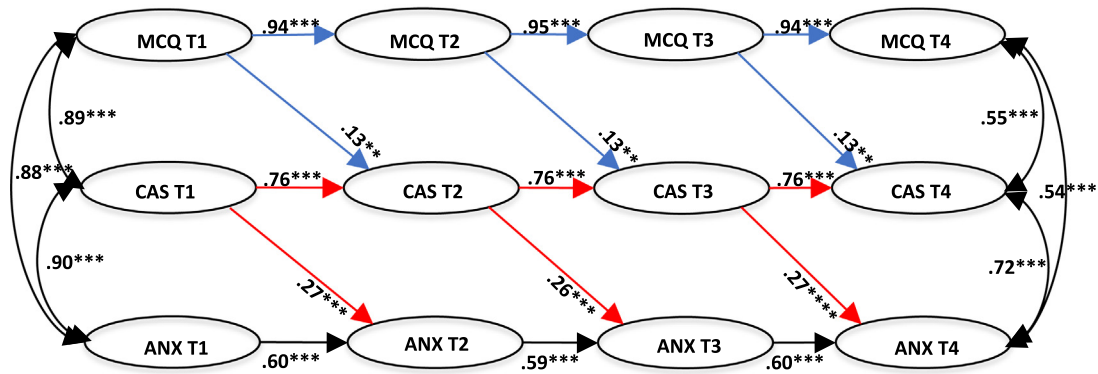 MCQ T1 .94*** MCQ T2 .95*** MCQ T3 .94*** MCQ T4
.89*** .55***
.13** .13** .13**
.88*** .54***
CAS T1 .76*** CAS T2 .76*** CAS T3 .76*** CAS T4
.90*** .72***
.27*** .26*** .27****
ANX T1 .60*** ANX T2 .59*** ANX T3 .60*** ANX T4